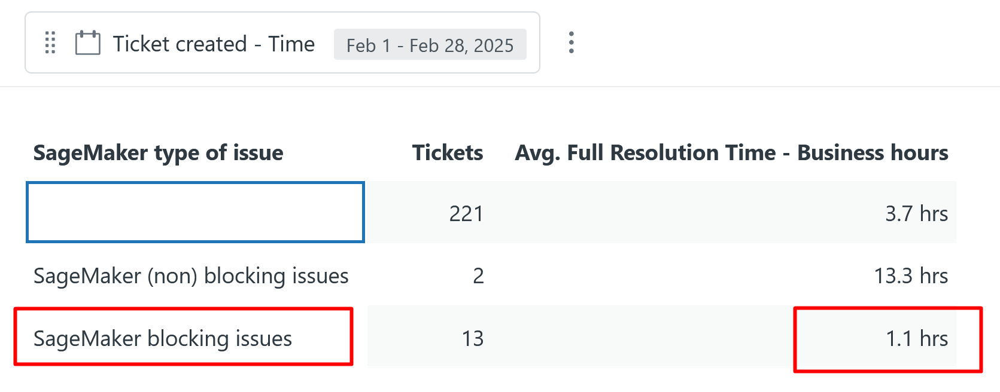 Ticket created - Time Feb 1 - Feb 28, 2025
SageMaker type of issue Tickets Avg. Full Resolution Time - Business hours
221 3.7 hrs
SageMaker (non) blocking issues 2 13.3 hrs
SageMaker blocking issues 13 1.1 hrs